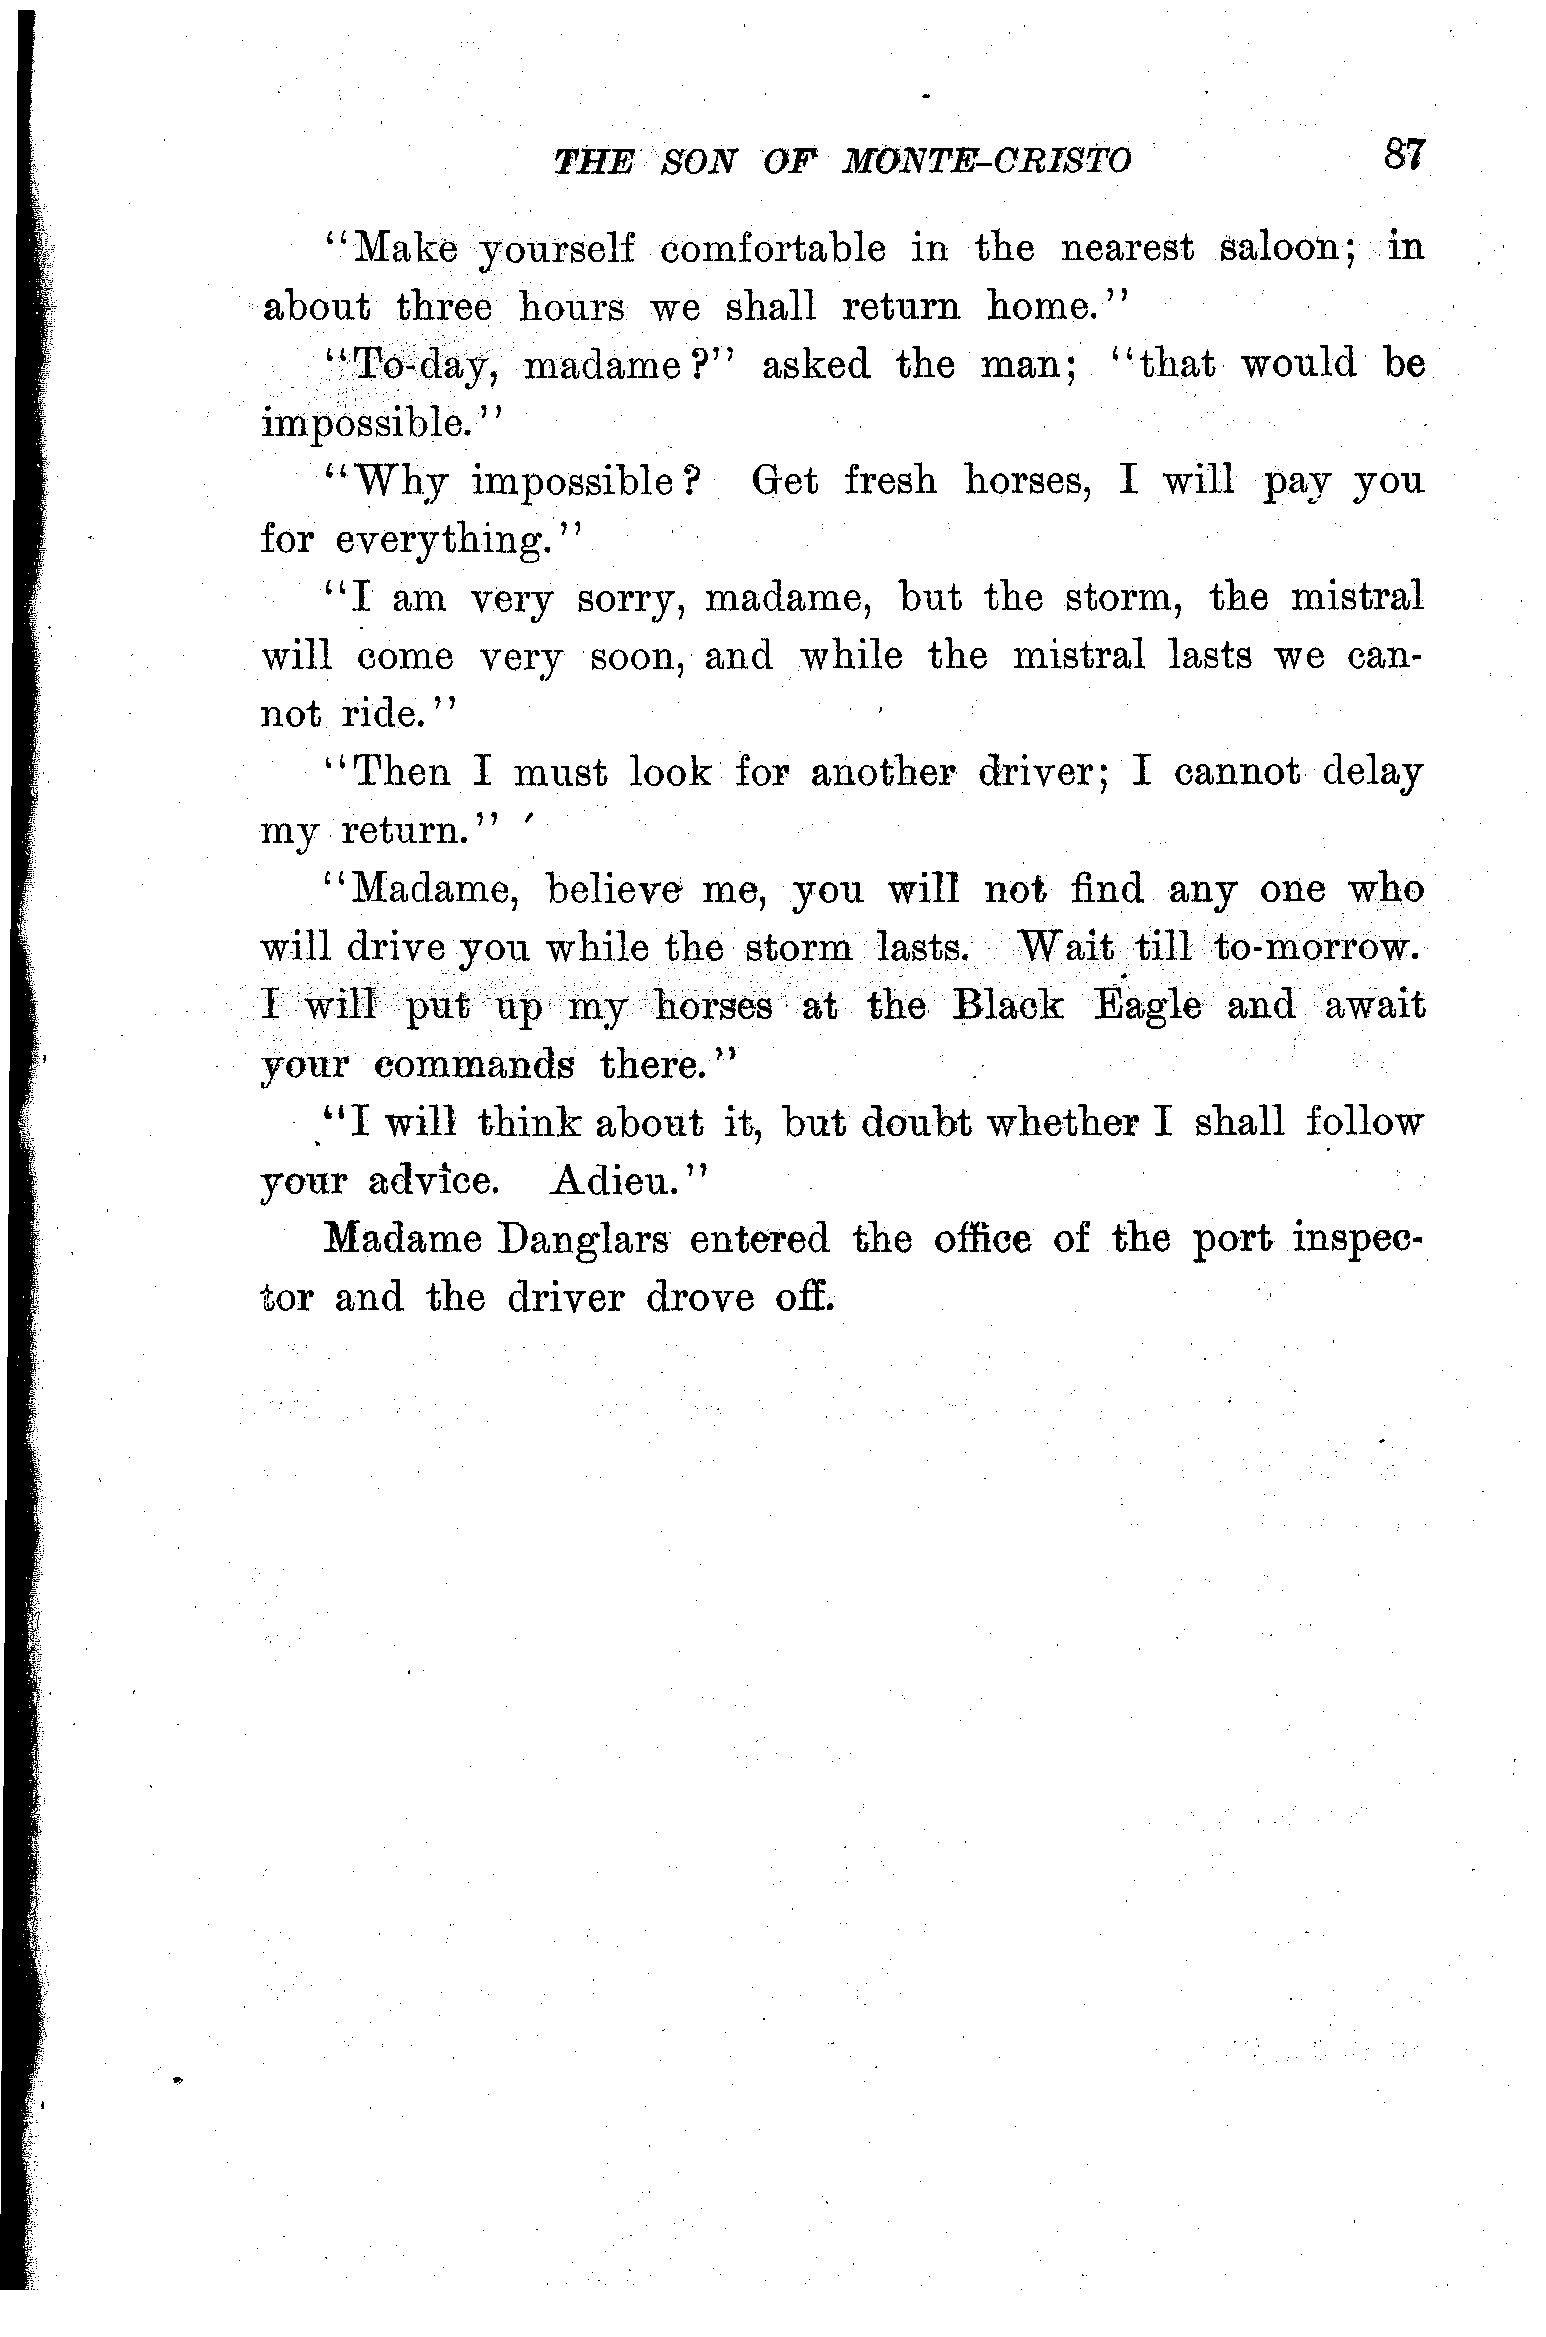 THE SON OF MONTE-CRISTO 87
"Make yourself comfortable in the nearest saloon; in
about three hours we shall return home."
"To-day, madame?" asked the man; "that would be
impossible."
"Why impossible? Get fresh horses, I will pay you
for everything."
"I am very sorry, madame, but the storm, the mistral
will come very soon, and while the mistral lasts we can-
not ride."
"Then I must look for another driver; I cannot delay
my return."
"Madame, believe me, you will not find any one who
will drive you while the storm lasts. Wait till to-morrow.
I will put up my horses at the Black Eagle and await
your commands there."
"I will think about it, but doubt whether I shall follow
your advice. Adieu."
Madame Danglars entered the office of the port inspec-
tor and the driver drove off.